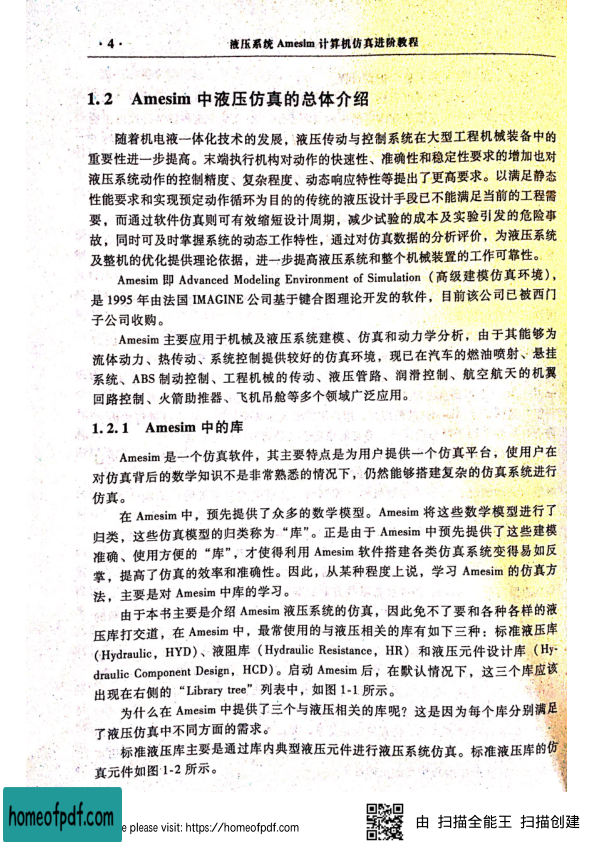 ·4· 液压系统 Amesim 计算机仿真进阶教程
1.2 Amesim 中液压仿真的总体介绍
随着机电液一体化技术的发展，液压传动与控制系统在大型工程机械装备中的
重要性进一步提高。末端执行机构对动作的快速性、准确性和稳定性要求的增加也对
液压系统动作的控制精度、复杂程度、动态响应特性等提出了更高要求。以满足静态
性能要求和实现预定动作循环为目的的传统的液压设计手段已不能满足当前的工程需
要，而通过软件仿真则可有效缩短设计周期，减少试验的成本及实验引发的危险事
故，同时可及时掌握系统的动态工作特性，通过对仿真数据的分析评价，为液压系统
及整机的优化提供理论依据，进一步提高液压系统和整个机械装置的工作可靠性。
Amesim 即 Advanced Modeling Environment of Simulation（高级建模仿真环境），
是 1995 年由法国 IMAGINE 公司基于键合图理论开发的软件，目前该公司已被西门
子公司收购。
Amesim 主要应用于机械及液压系统建模、仿真和动力学分析，由于其能够为
流体动力、热传动、系统控制提供较好的仿真环境，现已在汽车的燃油喷射、悬挂
系统、ABS 制动控制、工程机械的传动、液压管路、润滑控制、航空航天的机翼
回路控制、火箭助推器、飞机吊舱等多个领域广泛应用。
1.2.1 Amesim 中的库
Amesim 是一个仿真软件，其主要特点是为用户提供一个仿真平台，使用户在
对仿真背后的数学知识不是非常熟悉的情况下，仍然能够搭建复杂的仿真系统进行
仿真。
在 Amesim 中，预先提供了众多的数学模型。Amesim 将这些数学模型进行了
归类，这些仿真模型的归类称为“库”。正是由于 Amesim 中预先提供了这些建模
准确、使用方便的“库”，才使得利用 Amesim 软件搭建各类仿真系统变得易如反
掌，提高了仿真的效率和准确性。因此，从某种程度上说，学习 Amesim 的仿真方
法，主要是对 Amesim 中库的学习。
由于本书主要是介绍 Amesim 液压系统的仿真，因此免不了要和各种各样的液
压库打交道，在 Amesim 中，最常使用的与液压相关的库有如下三种：标准液压库
(Hydraulic，HYD)、液阻库（Hydraulic Resistance，HR）和液压元件设计库（Hy-
draulic Component Design，HCD）。启动 Amesim 后，在默认情况下，这三个库应该
出现在右侧的“Library tree”列表中，如图 1-1 所示。
为什么在 Amesim 中提供了三个与液压相关的库呢？这是因为每个库分别满足
了液压仿真中不同方面的需求。
标准液压库主要是通过库内典型液压元件进行液压系统仿真。标准液压库的仿
真元件如图 1-2 所示。
homeofpdf.com
e please visit: https://homeofpdf.com
由 扫描全能王 扫描创建